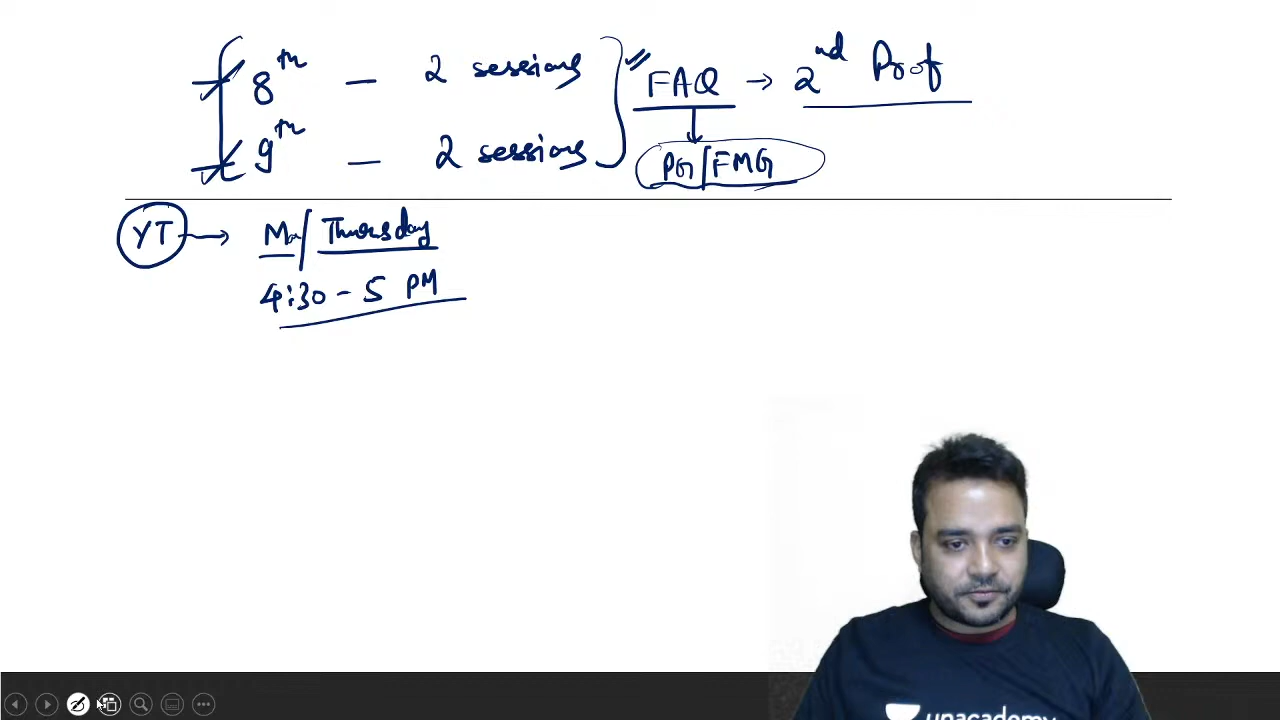 8th - 2 sessions
FAQ → 2nd Prof
9th - 2 sessions
PG/FMG
YT → Mon/Thursday
4:30 - 5 PM
unacademy